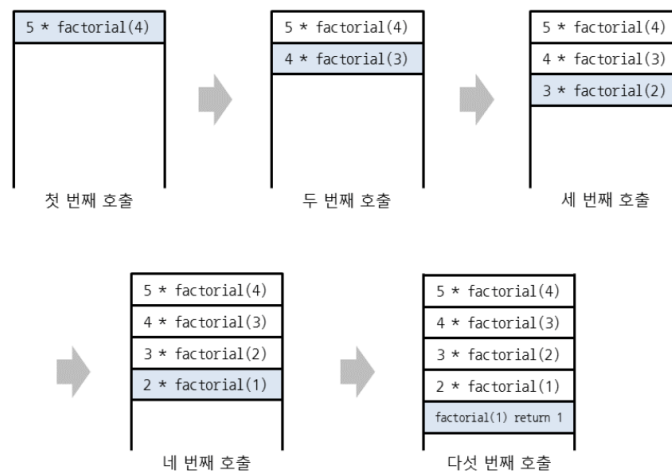 5 * factorial(4)
첫 번째 호출
5 * factorial(4)
4 * factorial(3)
두 번째 호출
5 * factorial(4)
4 * factorial(3)
3 * factorial(2)
세 번째 호출
5 * factorial(4)
4 * factorial(3)
3 * factorial(2)
2 * factorial(1)
네 번째 호출
5 * factorial(4)
4 * factorial(3)
3 * factorial(2)
2 * factorial(1)
factorial(1) return 1
다섯 번째 호출